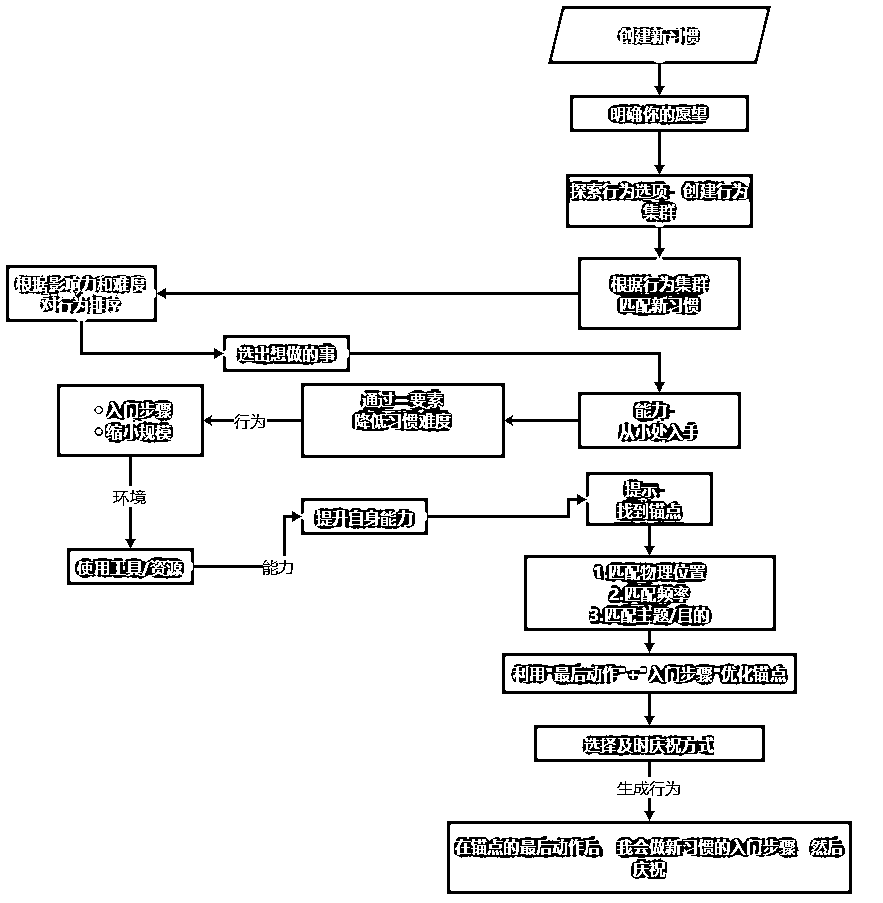 创建新习惯
明确你的愿望
探索行为选项- 创建行为
集群
根据行为集群
匹配新习惯
根据影响力和难度
对行为排序
选出想做的事
能力-
从小处入手
通过三要素
降低习惯难度
行为
○入门步骤
○缩小规模
环境
使用工具/资源
能力
提升自身能力
提示-
找到锚点
1.匹配物理位置
2.匹配频率
3.匹配主题/目的
利用"最后动作"+"入门步骤"优化锚点
选择及时庆祝方式
生成行为
在锚点的最后动作后 我会做新习惯的入门步骤 然后
庆祝